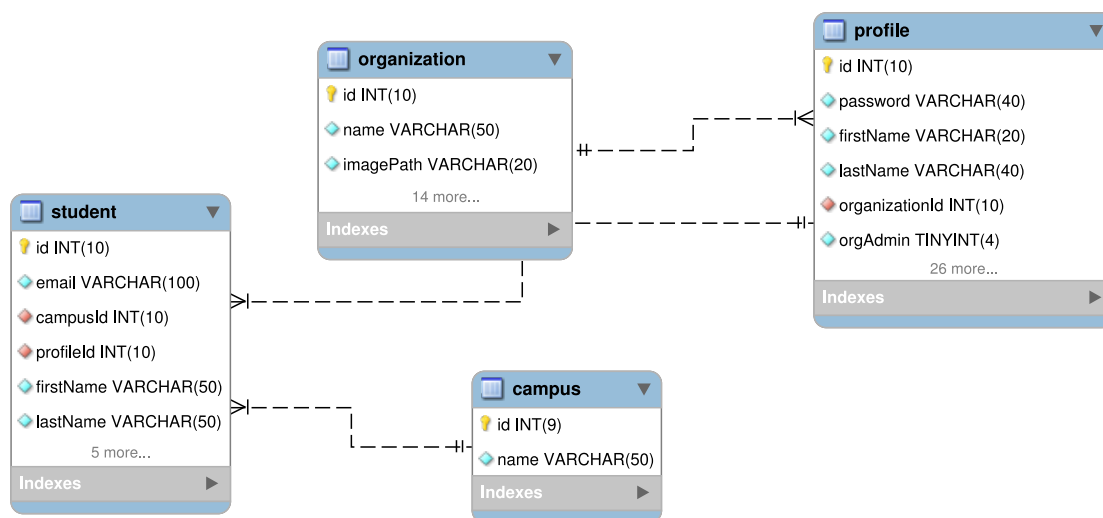 organization
id INT(10)
name VARCHAR(50)
imagePath VARCHAR(20)
14 more...
Indexes
profile
id INT(10)
password VARCHAR(40)
firstName VARCHAR(20)
lastName VARCHAR(40)
organizationId INT(10)
orgAdmin TINYINT(4)
26 more...
Indexes
student
id INT(10)
email VARCHAR(100)
campusId INT(10)
profileId INT(10)
firstName VARCHAR(50)
lastName VARCHAR(50)
5 more...
Indexes
campus
id INT(9)
name VARCHAR(50)
Indexes